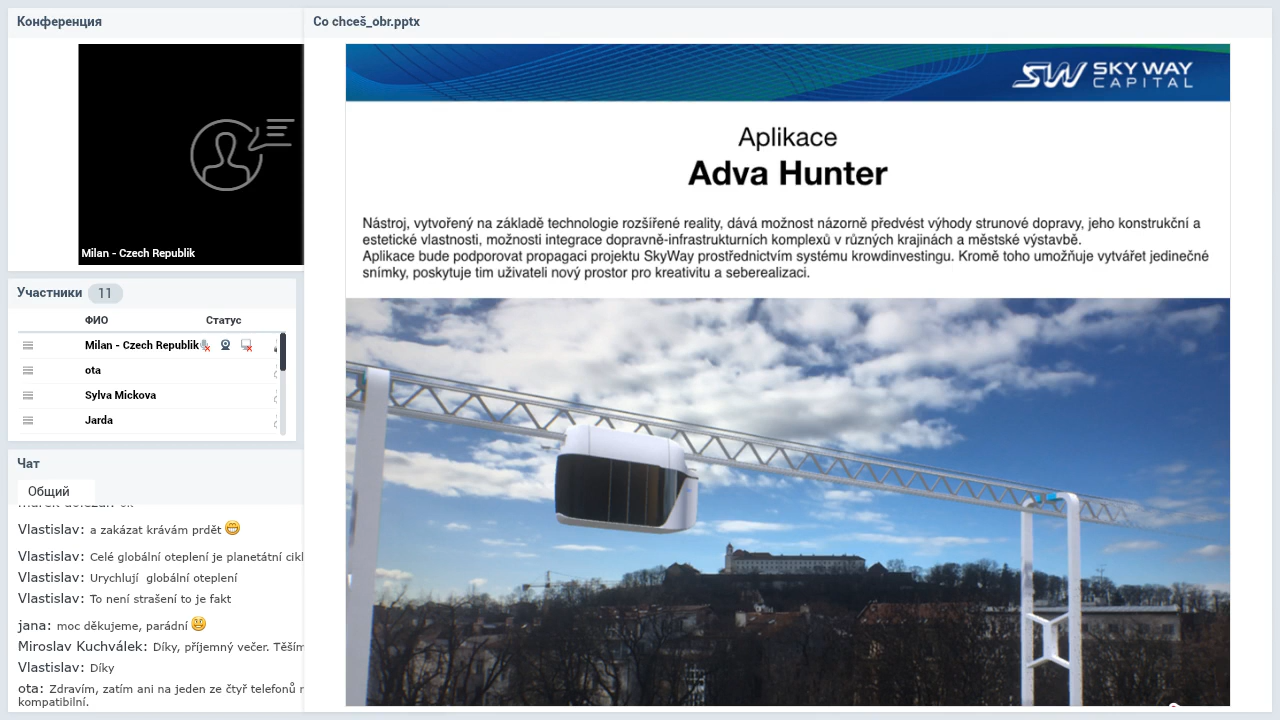 Конференция
Milan - Czech Republik
Участники 11
ФИО Статус
Milan - Czech Republik
ota
Sylva Mickova
Jarda
Чат
Общий
Vlastislav: a zakázat krávám prdět
Vlastislav: Celé globální oteplení je planetátní cikl
Vlastislav: Urychlují globální oteplení
Vlastislav: To není strašení to je fakt
jana: moc děkujeme, parádní
Miroslav Kuchválek: Díky, příjemný večer. Těším
Vlastislav: Díky
ota: Zdravím, zatím ani na jeden ze čtyř telefonů
kompatibilní.
Co chceš_obr.pptx
SW SKY WAY
CAPITAL
Aplikace
Adva Hunter
Nástroj, vytvořený na základě technologie rozšířené reality, dává možnost názorně předvést výhody strunové dopravy, jeho konstrukční a
estetické vlastnosti, možnosti integrace dopravně-infrastrukturních komplexů v různých krajinách a městské výstavbě.
Aplikace bude podporovat propagaci projektu SkyWay prostřednictvím systému krowdinvestingu. Kromě toho umožňuje vytvářet jedinečné
snímky, poskytuje tim uživateli nový prostor pro kreativitu a seberealizaci.